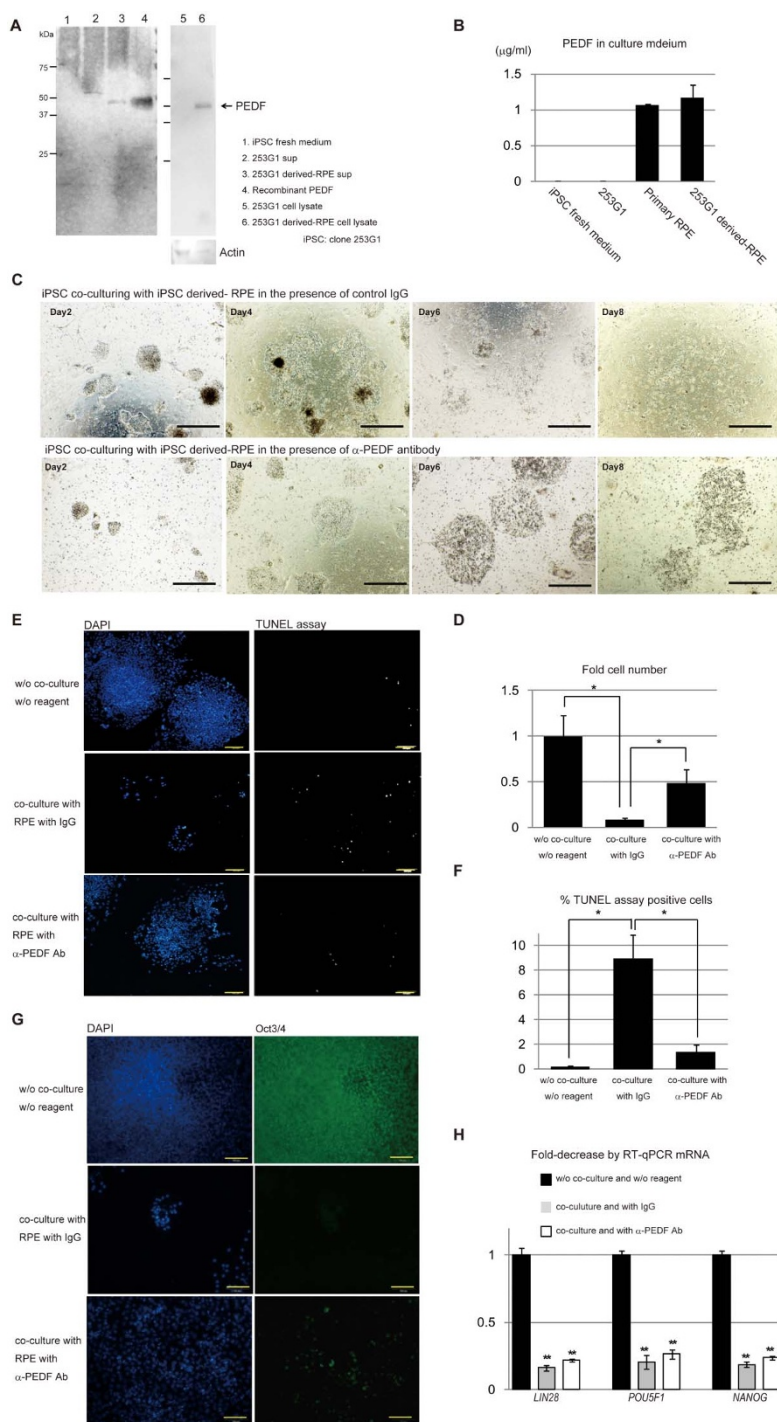 A
1 2 3 4 5 6
kDa
75
50
37
25
← PEDF
1. iPSC fresh medium
2. 253G1 sup
3. 253G1 derived-RPE sup
4. Recombinant PEDF
5. 253G1 cell lysate
6. 253G1 derived-RPE cell lysate
iPSC: clone 253G1
Actin
B
(μg/ml)
PEDF in culture mdeium
1.5
1
0.5
0
iPSC fresh medium
253G1
Primary RPE
253G1 derived-RPE
C
iPSC co-culturing with iPSC derived- RPE in the presence of control IgG
Day2
Day4
Day6
Day8
iPSC co-culturing with iPSC derived-RPE in the presence of α-PEDF antibody
Day2
Day4
Day6
Day8
E
DAPI
TUNEL assay
w/o co-culture
w/o reagent
co-culture with
RPE with IgG
co-culture with
RPE with
α-PEDF Ab
D
Fold cell number
1.5
1
0.5
0
*
*
w/o co-culture
w/o reagent
co-culture
with IgG
co-culture with
α-PEDF Ab
F
% TUNEL assay positive cells
10
8
6
4
2
0
*
*
w/o co-culture
w/o reagent
co-culture
with IgG
co-culture with
α-PEDF Ab
G
DAPI
Oct3/4
w/o co-culture
w/o reagent
co-culture with
RPE with IgG
co-culture with
RPE with
α-PEDF Ab
H
Fold-decrease by RT-qPCR mRNA
w/o co-culture and w/o reagent
co-culuture and with IgG
co-culture and with α-PEDF Ab
1
0.5
0
** **
** **
** **
LIN28
POU5F1
NANOG